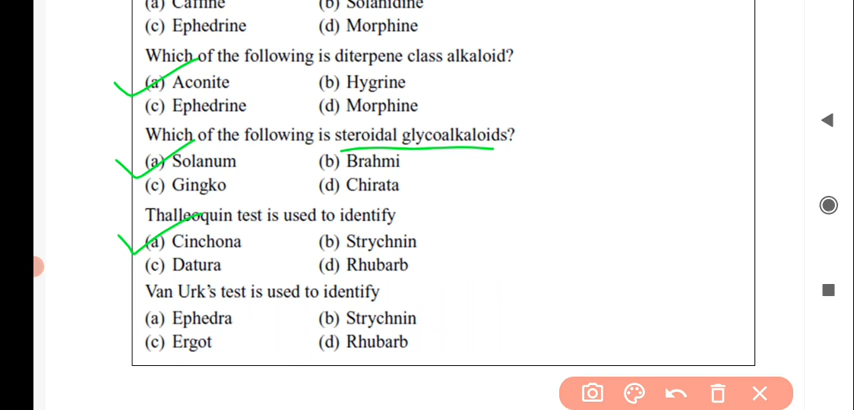 (a) Caffine (b) Solanidine
(c) Ephedrine (d) Morphine
Which of the following is diterpene class alkaloid?
(a) Aconite (b) Hygrine
(c) Ephedrine (d) Morphine
Which of the following is steroidal glycoalkaloids?
(a) Solanum (b) Brahmi
(c) Gingko (d) Chirata
Thalleoquin test is used to identify
(a) Cinchona (b) Strychnin
(c) Datura (d) Rhubarb
Van Urk's test is used to identify
(a) Ephedra (b) Strychnin
(c) Ergot (d) Rhubarb